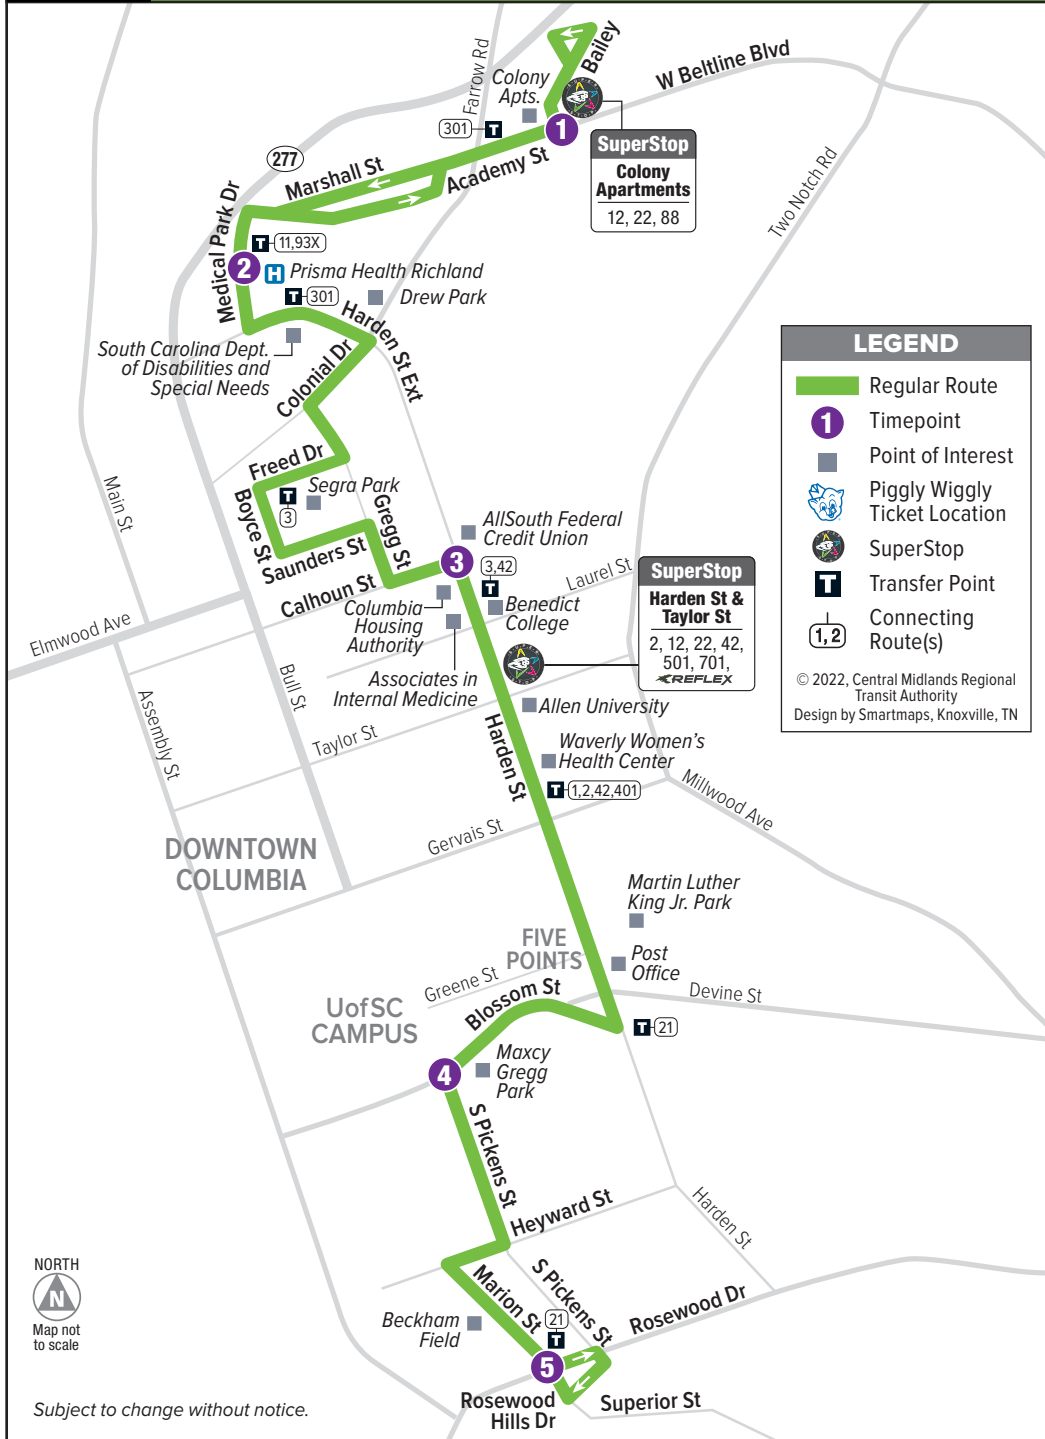 Bailey
W Beltline Blvd
Farrow Rd
Colony
Apts.
301 T
1
SuperStop
Colony
Apartments
12, 22, 88
277
Marshall St
Academy St
Two Notch Rd
Medical Park Dr
T 11,93X
2
H Prisma Health Richland
T 301
Drew Park
Harden St Ext
South Carolina Dept.
of Disabilities and
Special Needs
Colonial Dr
LEGEND
Regular Route
1 Timepoint
Point of Interest
Piggly Wiggly
Ticket Location
SuperStop
T Transfer Point
1, 2 Connecting
Route(s)
© 2022, Central Midlands Regional
Transit Authority
Design by Smartmaps, Knoxville, TN
Freed Dr
Segra Park
T
3
Boyce St
Gregg St
Saunders St
Main St
AllSouth Federal
Credit Union
3
3,42
T
Calhoun St
Laurel St
Columbia
Housing
Authority
Benedict
College
SuperStop
Harden St &
Taylor St
2, 12, 22, 42,
501, 701,
REFLEX
Elmwood Ave
Bull St
Associates in
Internal Medicine
Assembly St
Allen University
Taylor St
Harden St
Waverly Women's
Health Center
T 1,2,42,401
Millwood Ave
Gervais St
DOWNTOWN
COLUMBIA
Martin Luther
King Jr. Park
FIVE
POINTS
Post
Office
Greene St
Blossom St
Devine St
UofSC
CAMPUS
T 21
4
Maxcy
Gregg
Park
S Pickens St
Heyward St
Harden St
NORTH
N
Map not
to scale
Marion St
S Pickens St
Rosewood Dr
Beckham
Field
21
T
5
Rosewood
Hills Dr
Superior St
Subject to change without notice.